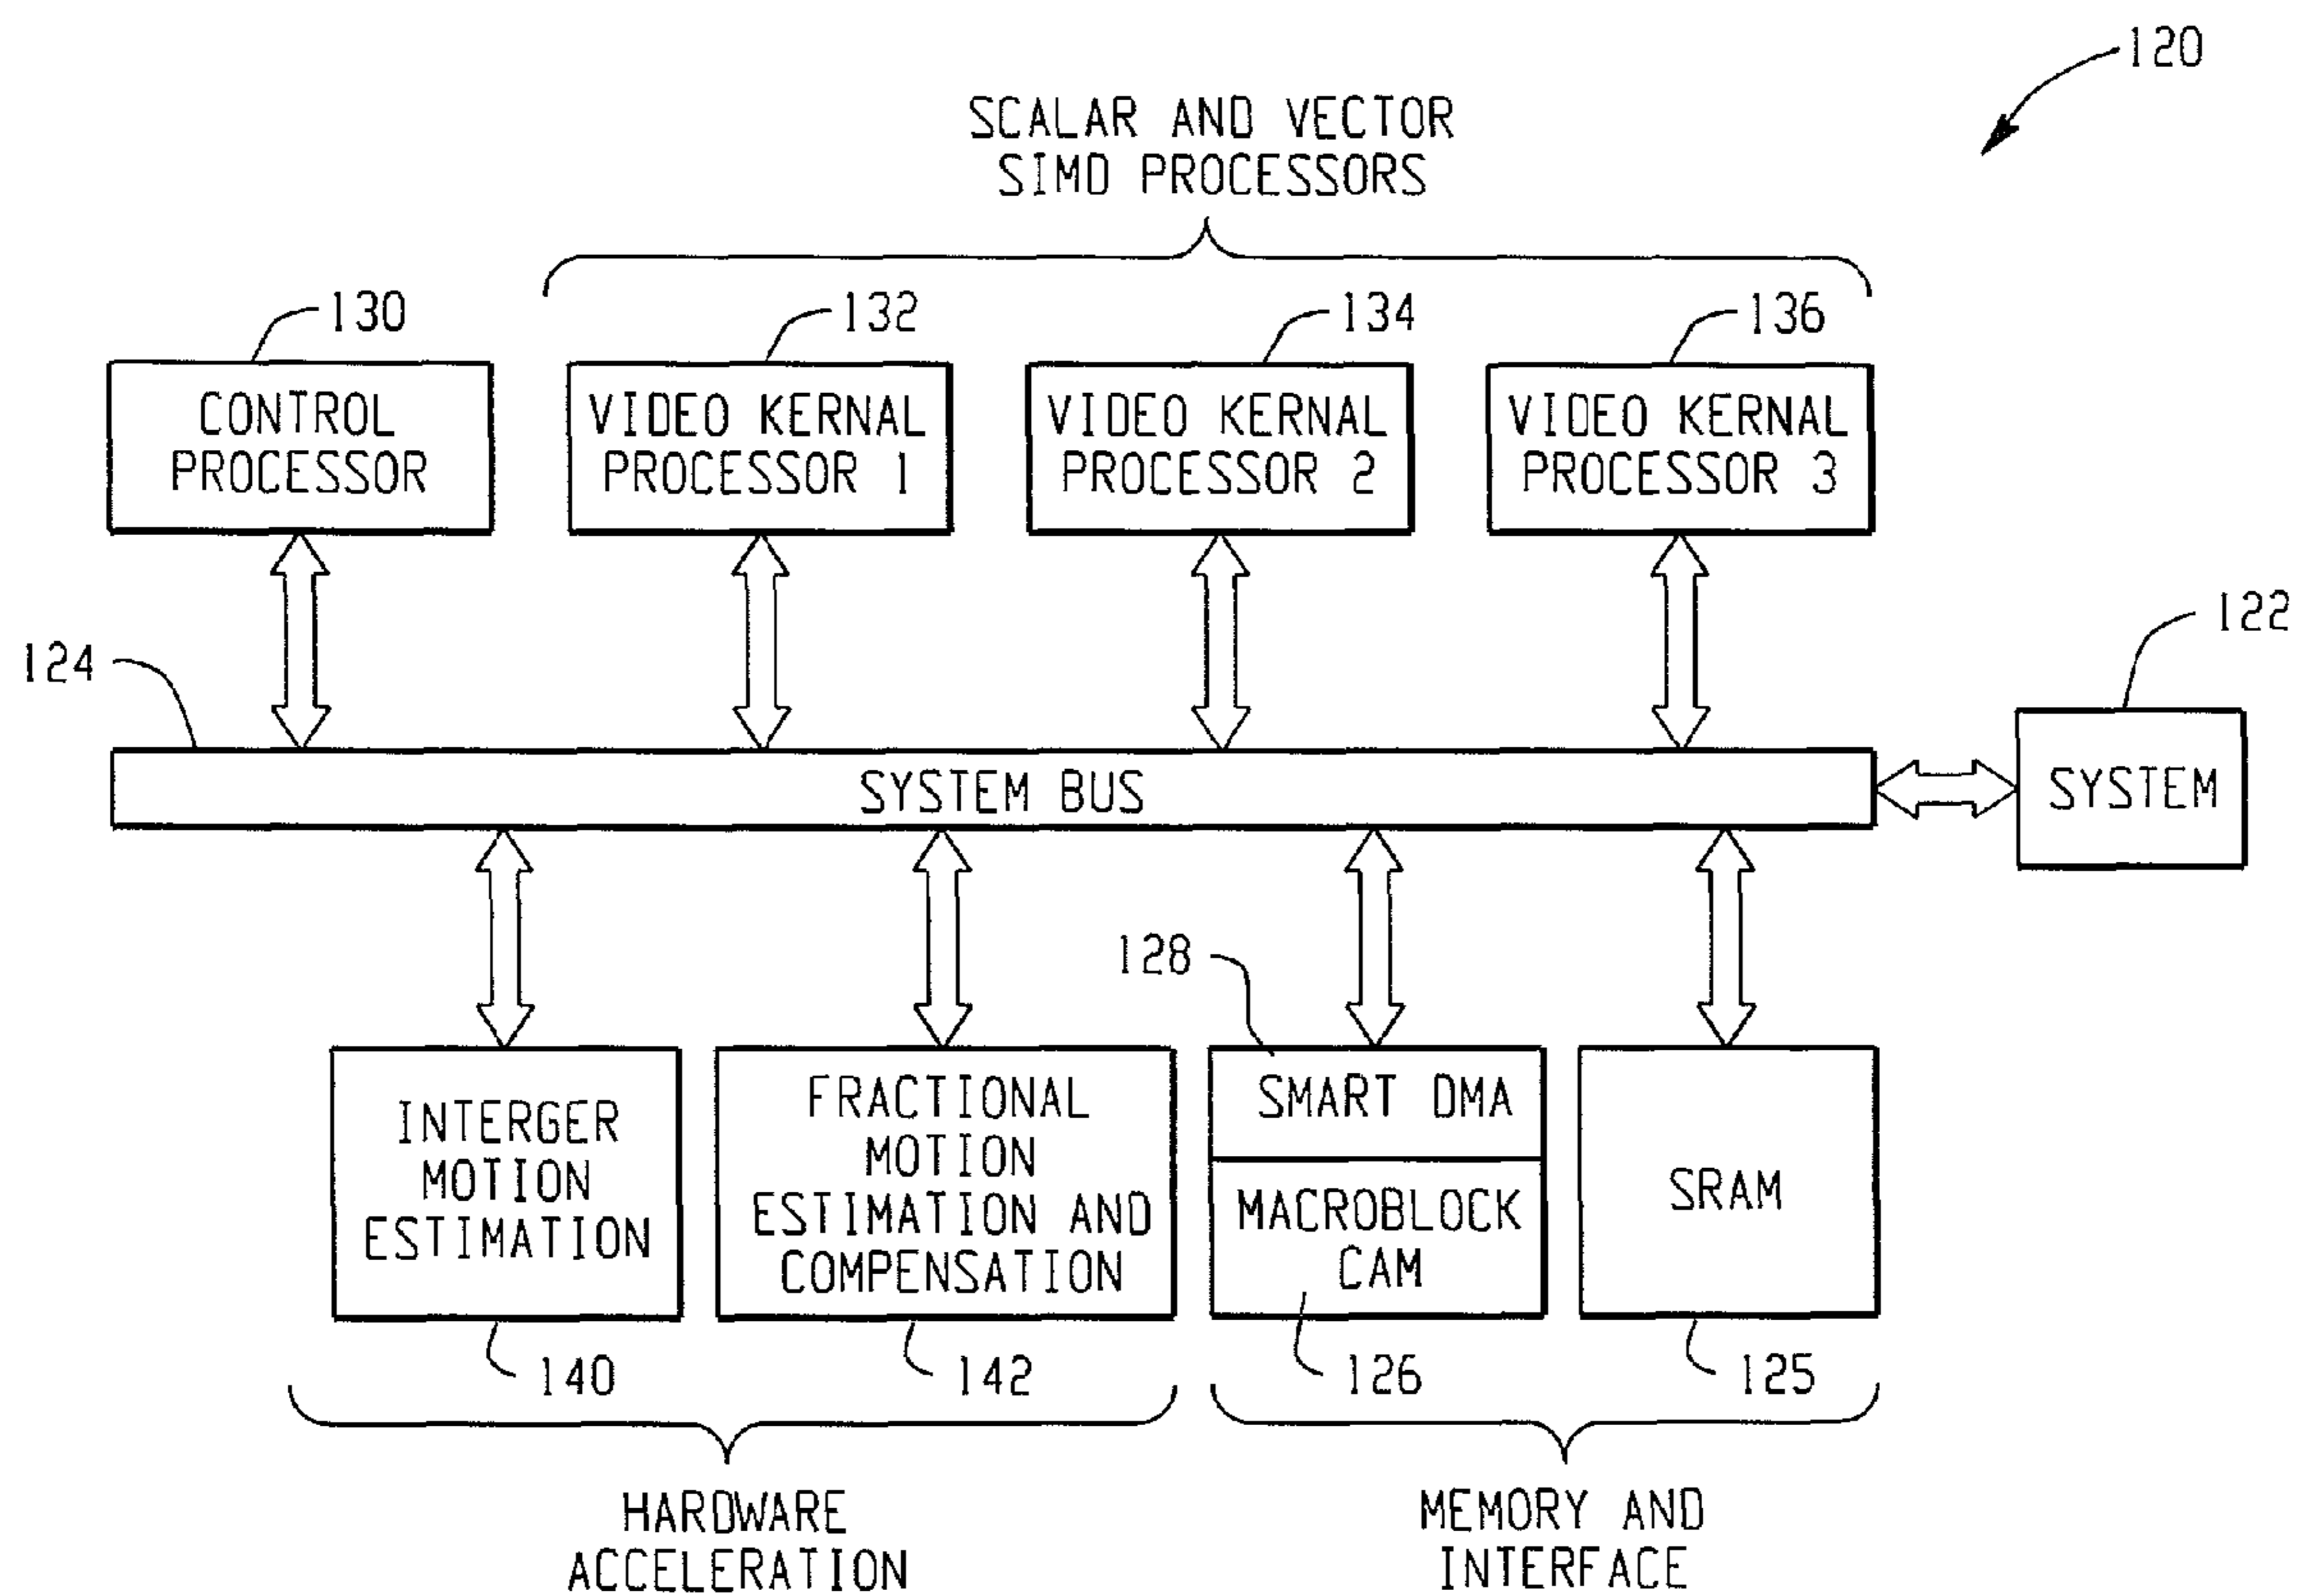 120
SCALAR AND VECTOR
SIMD PROCESSORS
130
132
134
136
CONTROL
PROCESSOR
VIDEO KERNAL
PROCESSOR 1
VIDEO KERNAL
PROCESSOR 2
VIDEO KERNAL
PROCESSOR 3
122
124
SYSTEM BUS
SYSTEM
128
INTERGER
MOTION
ESTIMATION
FRACTIONAL
MOTION
ESTIMATION AND
COMPENSATION
SMART DMA
MACROBLOCK
CAM
SRAM
140
142
126
125
HARDWARE
ACCELERATION
MEMORY AND
INTERFACE